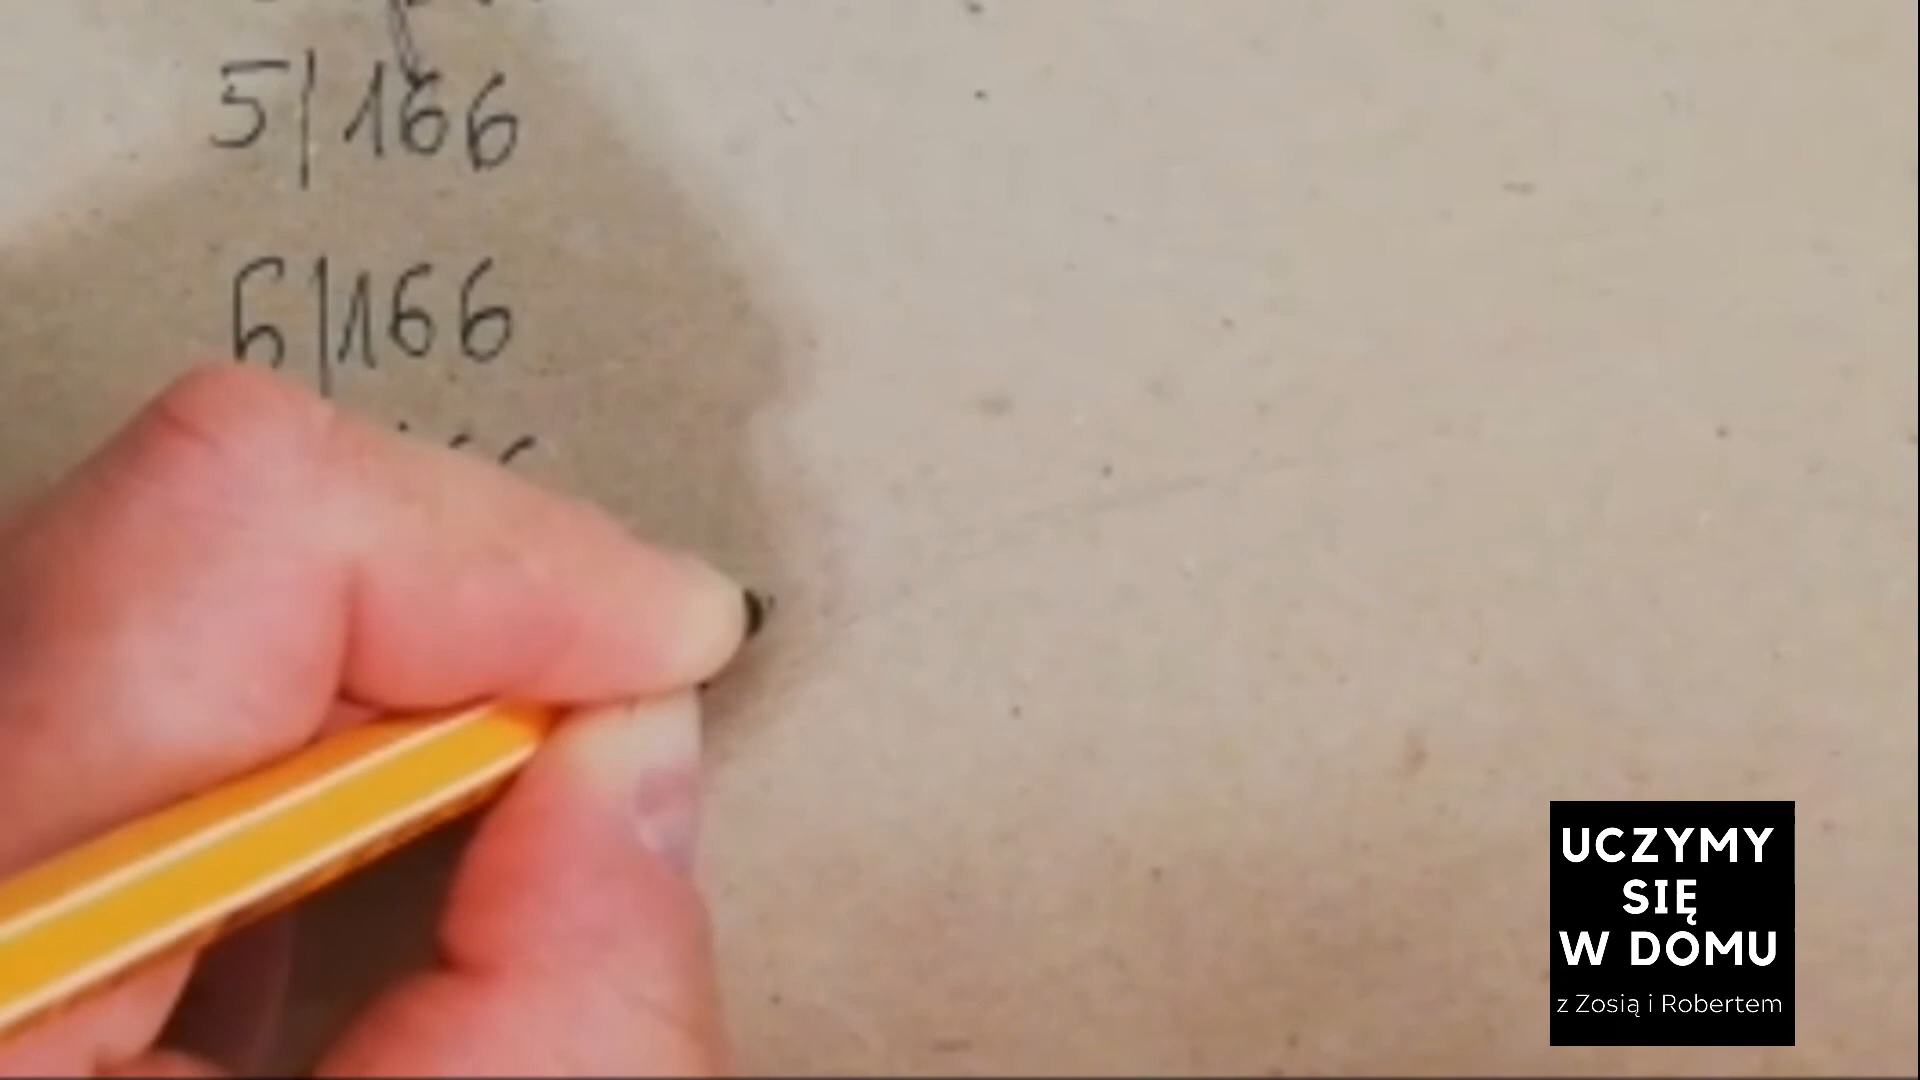 5|166
6|166
UCZYMY
SIĘ
W DOMU
z Zosią i Robertem